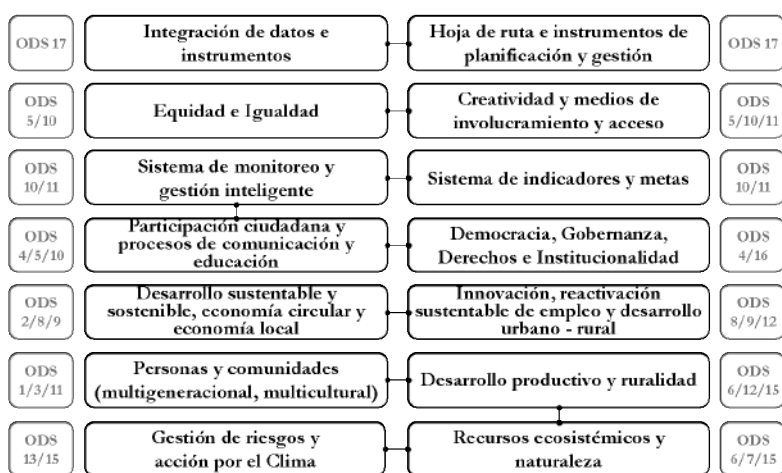 ODS 17
Integración de datos e
instrumentos
Hoja de ruta e instrumentos de
planificación y gestión
ODS 17
ODS
5/10
Equidad e Igualdad
Creatividad y medios de
involucramiento y acceso
ODS
5/10/11
ODS
10/11
Sistema de monitoreo y
gestión inteligente
Sistema de indicadores y metas
ODS
10/11
ODS
4/5/10
Participación ciudadana y
procesos de comunicación y
educación
Democracia, Gobernanza,
Derechos e Institucionalidad
ODS
4/16
ODS
2/8/9
Desarrollo sustentable y
sostenible, economía circular y
economía local
Innovación, reactivación
sustentable de empleo y desarrollo
urbano - rural
ODS
8/9/12
ODS
1/3/11
Personas y comunidades
(multigeneracional, multicultural)
Desarrollo productivo y ruralidad
ODS
6/12/15
ODS
13/15
Gestión de riesgos y
acción por el Clima
Recursos ecosistémicos y
naturaleza
ODS
6/7/15